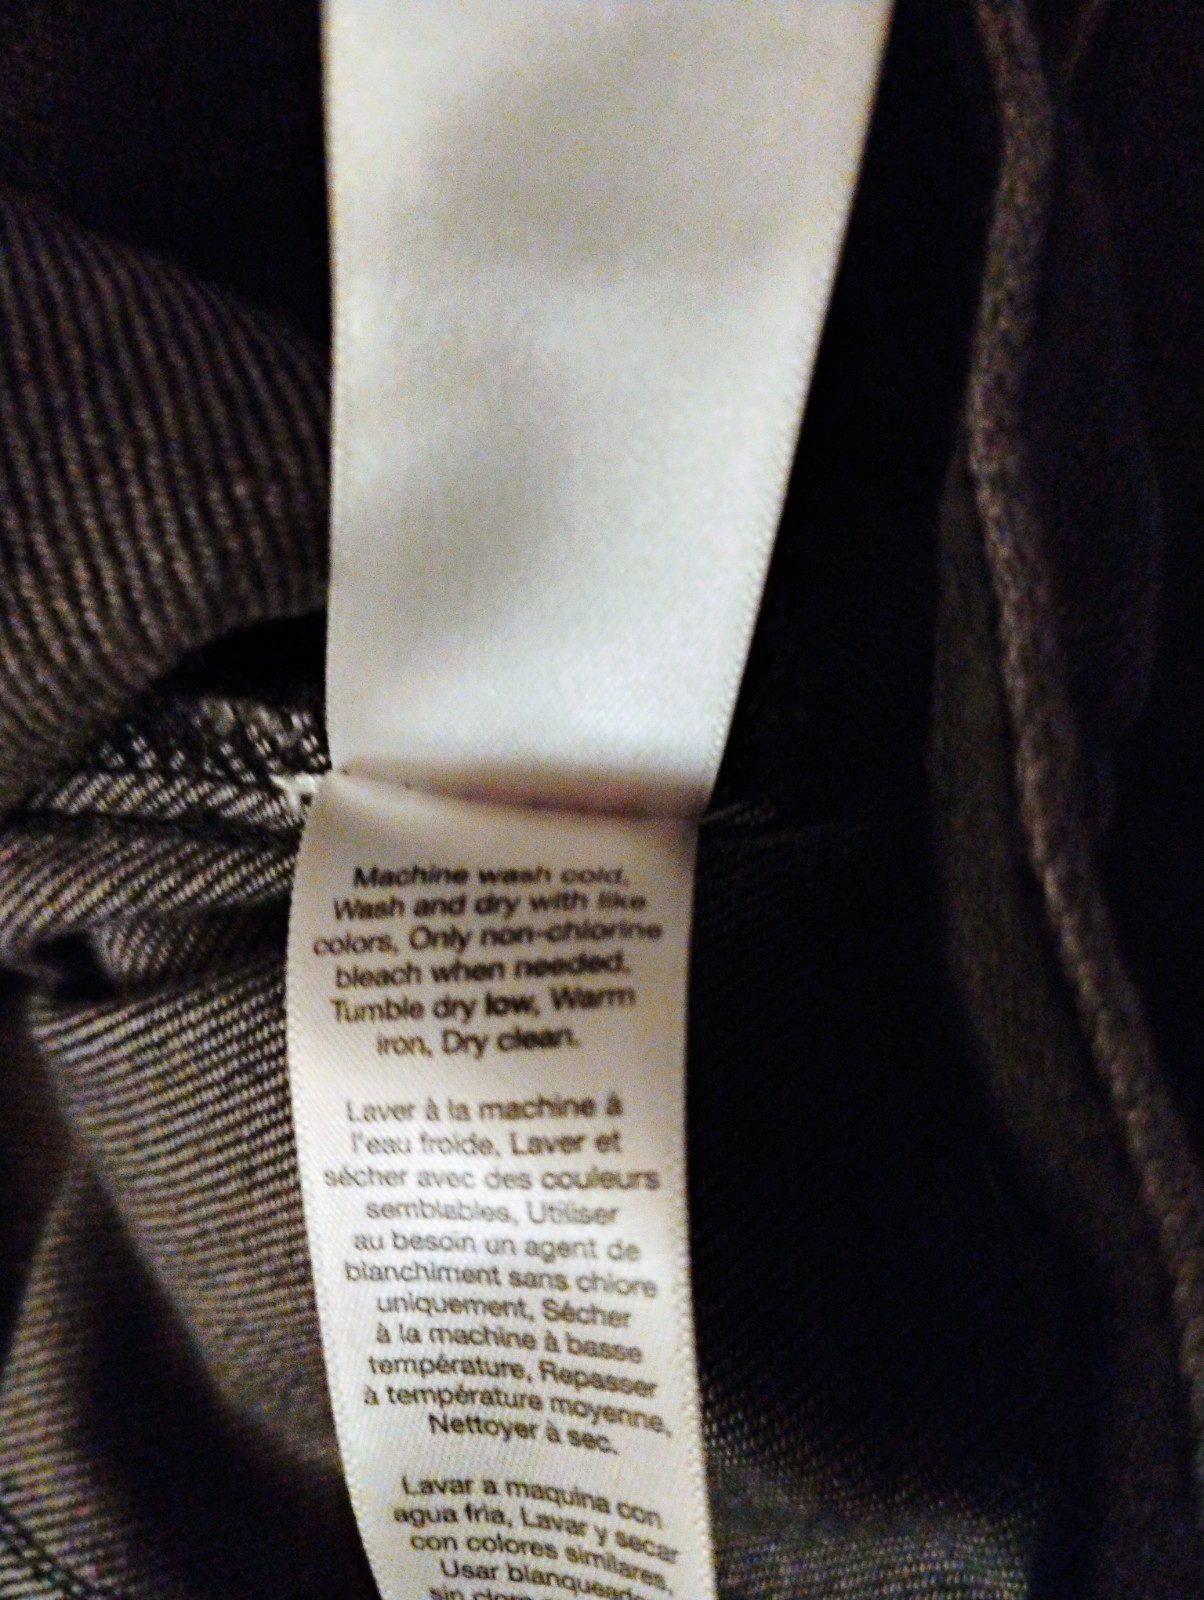 Machine wash cold,
Wash and dry with like
colors, Only non-chlorine
bleach when needed,
Tumble dry low, Warm
iron, Dry clean.
Laver à la machine à
l'eau froide, Laver et
sécher avec des couleurs
semblables, Utiliser
au besoin un agent de
blanchiment sans chlore
uniquement, Sécher
à la machine à basse
température, Repasser
à température moyenne,
Nettoyer à sec.
Lavar a maquina con
agua fria, Lavar y secar
con colores similares,
Usar
sin